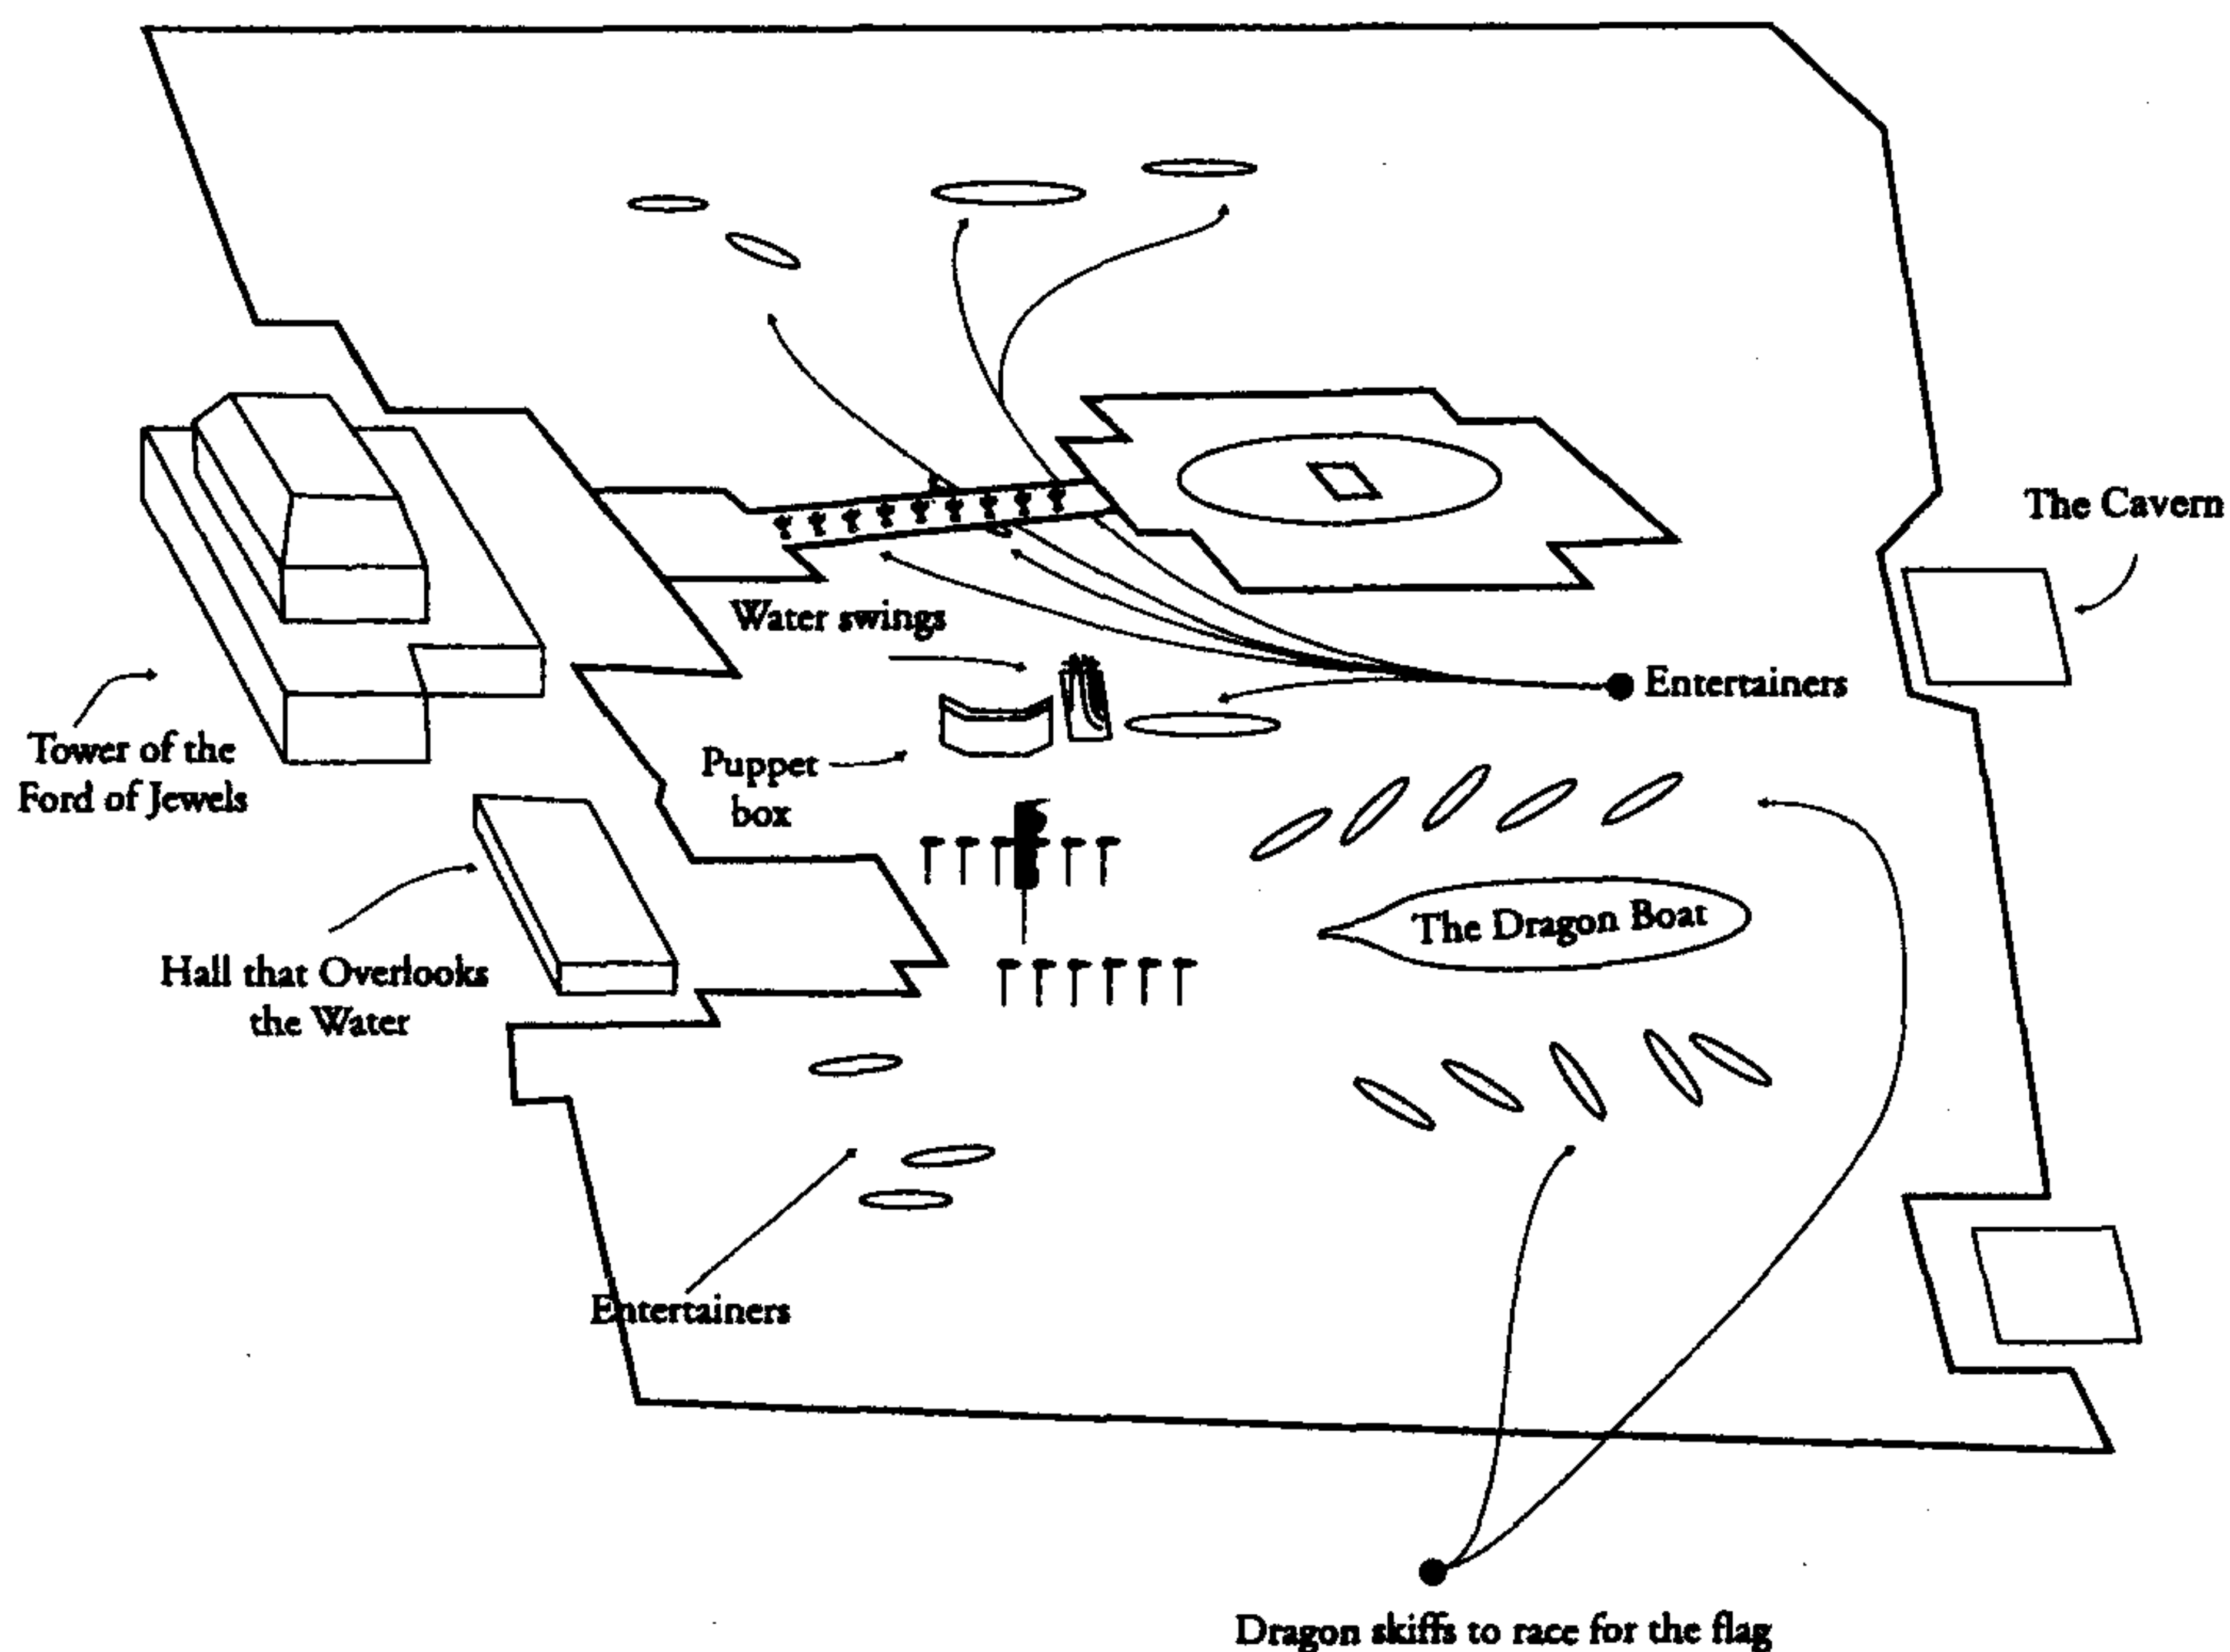 The Cavern
Water swings
Entertainers
Tower of the
Ford of Jewels
Puppet
box
The Dragon Boat
Hall that Overlooks
the Water
Entertainers
Dragon skiffs to race for the flag